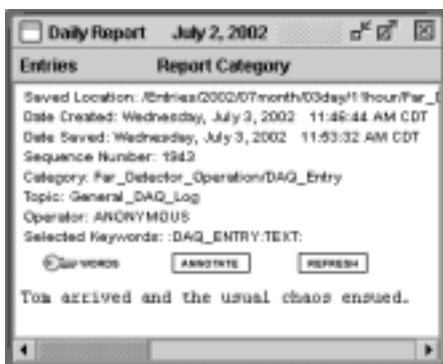 Daily Report July 2, 2002
Entries Report Category
Saved Location: /Entries/2002/07month/03day/11hour/Far_D
Date Created: Wednesday, July 3, 2002 11:46:44 AM CDT
Date Saved: Wednesday, July 3, 2002 11:53:32 AM CDT
Sequence Number: 1943
Category: Far_Detector_Operation/DAQ_Entry
Topic: General_DAQ_Log
Operator: ANONYMOUS
Selected Keywords: :DAQ_ENTRY:TEXT:
WORDS ANNOTATE REFRESH
Tom arrived and the usual chaos ensued.